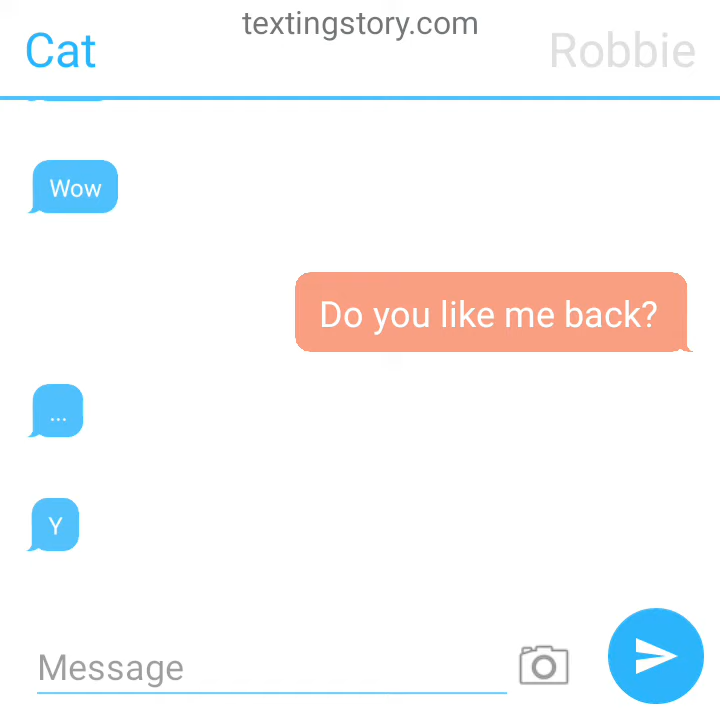 textingstory.com
Cat
Robbie
Wow
Do you like me back?
...
Y
Message